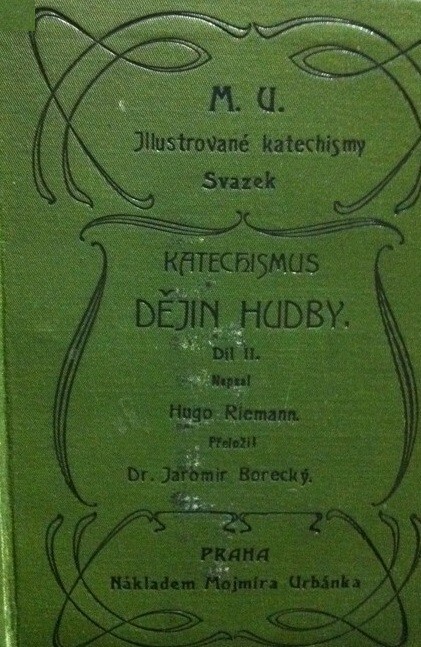 M. U.
Illustrované katechismy
Svazek
KATECHISMUS
DĚJIN HUDBY.
Díl II.
Napsal
Hugo Riemann.
Přeložil
Dr. Jaromír Borecký.
PRAHA
Nákladem Mojmíra Urbánka